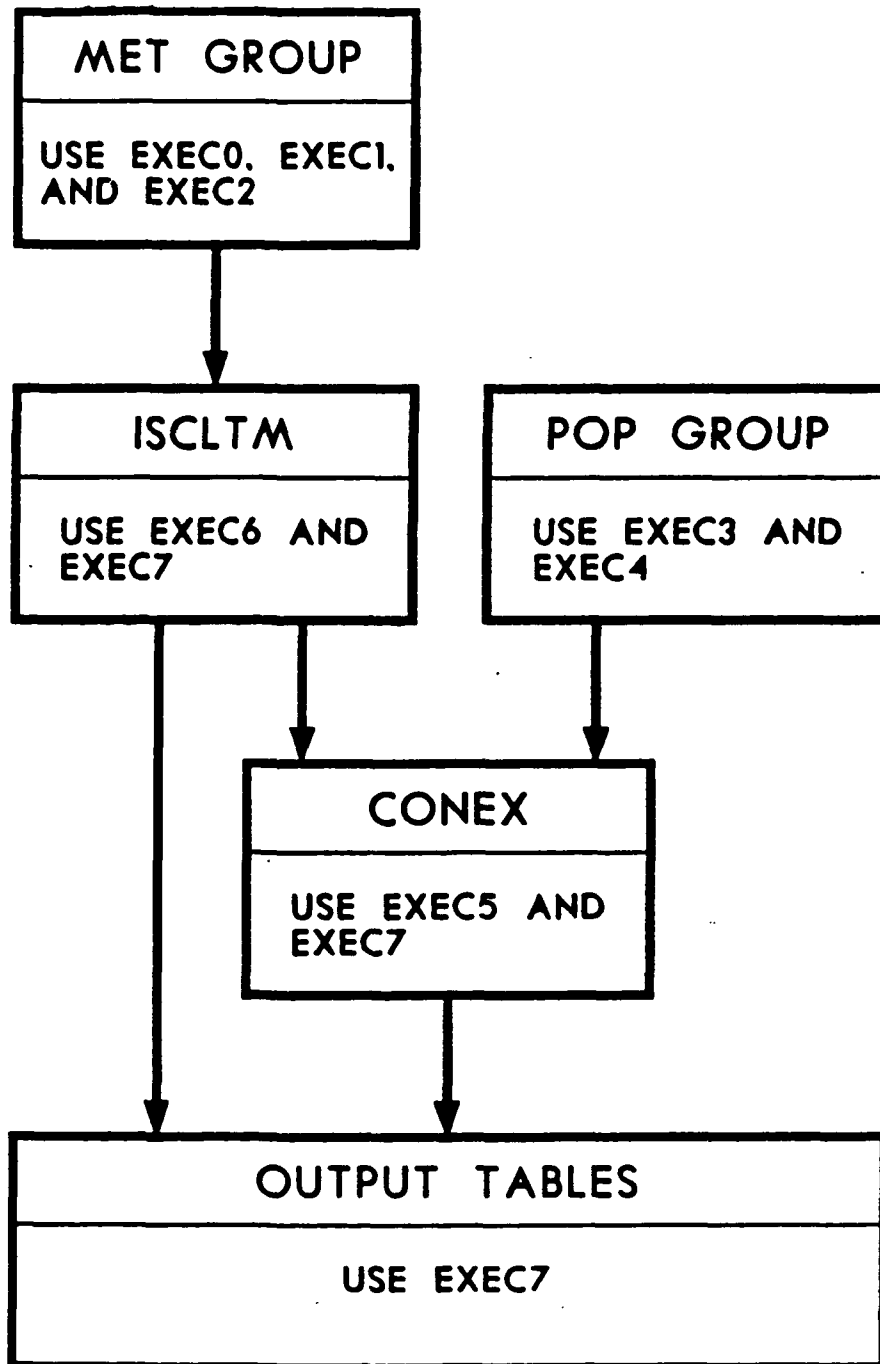 MET GROUP
USE EXEC0, EXEC1,
AND EXEC2
ISCLTM
USE EXEC6 AND
EXEC7
POP GROUP
USE EXEC3 AND
EXEC4
CONEX
USE EXEC5 AND
EXEC7
OUTPUT TABLES
USE EXEC7